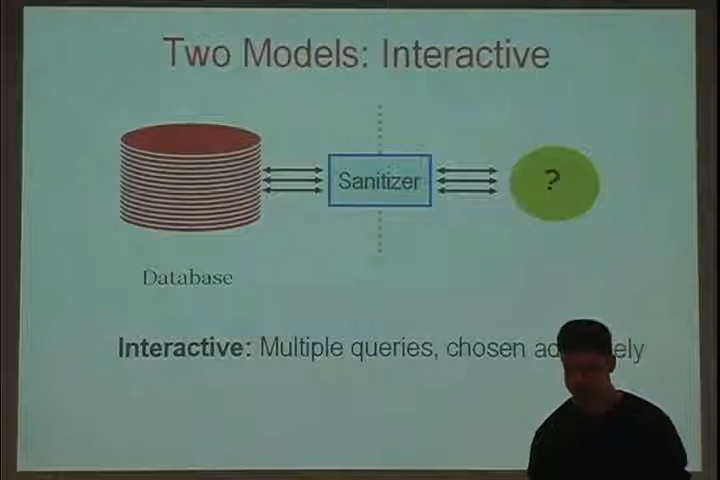 Two Models: Interactive
Sanitizer
?
Database
Interactive: Multiple queries, chosen